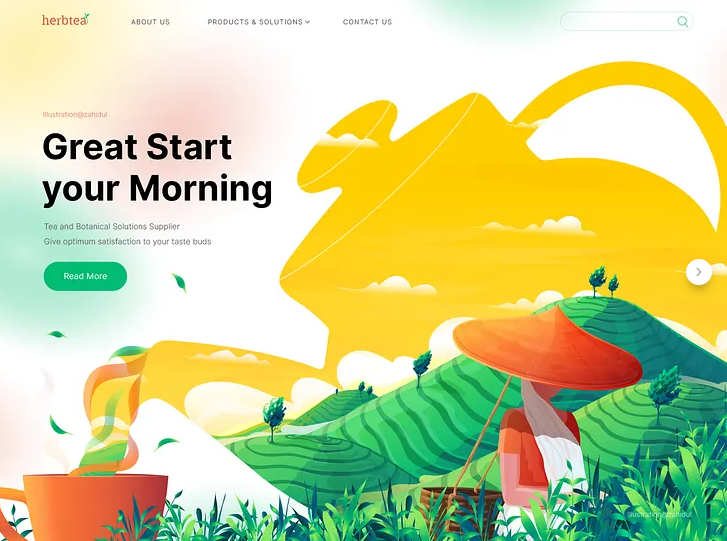 herbtea
ABOUT US
PRODUCTS & SOLUTIONS
CONTACT US
Illustration@zahidul
Great Start
your Morning
Tea and Botanical Solutions Supplier
Give optimum satisfaction to your taste buds
Read More
Illustration@zahidul